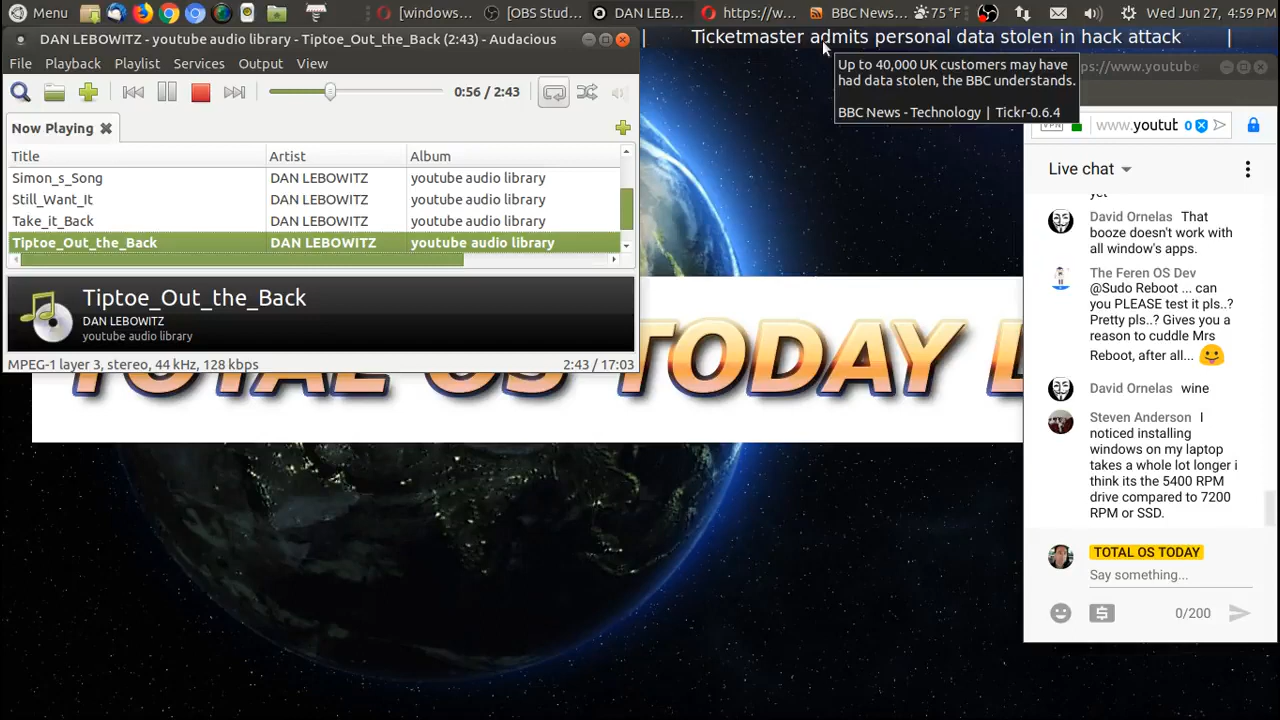 Menu
[windows...
[OBS Stud...
DAN LEB...
https://w...
BBC News...
75 °F
Wed Jun 27, 4:59 PM
DAN LEBOWITZ - youtube audio library - Tiptoe_Out_the_Back (2:43) - Audacious
File Playback Playlist Services Output View
0:56 / 2:43
Now Playing
Title Artist Album
Simon_s_Song DAN LEBOWITZ youtube audio library
Still_Want_It DAN LEBOWITZ youtube audio library
Take_it_Back DAN LEBOWITZ youtube audio library
Tiptoe_Out_the_Back DAN LEBOWITZ youtube audio library
Tiptoe_Out_the_Back
DAN LEBOWITZ
youtube audio library
MPEG-1 layer 3, stereo, 44 kHz, 128 kbps 2:43 / 17:03
| Ticketmaster admits personal data stolen in hack attack |
Up to 40,000 UK customers may have
had data stolen, the BBC understands.
BBC News - Technology | Tickr-0.6.4
TOTAL OS TODAY L
ps://www.youtube
VPN www.youtut 0
Live chat
yet
David Ornelas That
booze doesn't work with
all window's apps.
The Feren OS Dev
@Sudo Reboot ... can
you PLEASE test it pls..?
Pretty pls..? Gives you a
reason to cuddle Mrs
Reboot, after all...
David Ornelas wine
Steven Anderson I
noticed installing
windows on my laptop
takes a whole lot longer i
think its the 5400 RPM
drive compared to 7200
RPM or SSD.
TOTAL OS TODAY
Say something...
0/200